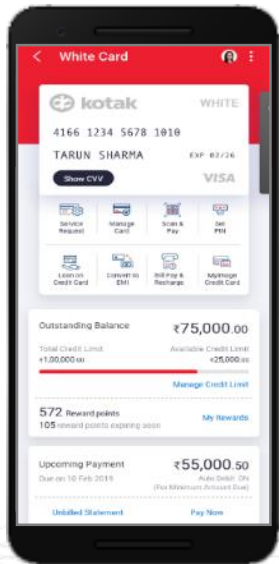 White Card
kotak WHITE
4166 1234 5678 1010
TARUN SHARMA EXP 02/26
Show CVV VISA
Service Manage Scan & Set
Request Card Pay PIN
Loan on Convert to Bill Pay & MyImage
Credit Card EMI Recharge Credit Card
Outstanding Balance ₹75,000.00
Total Credit Limit Available Credit Limit
₹1,00,000.00 ₹25,000.00
Manage Credit Limit
572 Reward points My Rewards
105 reward points expiring soon
Upcoming Payment ₹55,000.50
Due on 10 Feb 2019 Auto Debit: ON
(For Minimum Amount Due)
Unbilled Statement Pay Now